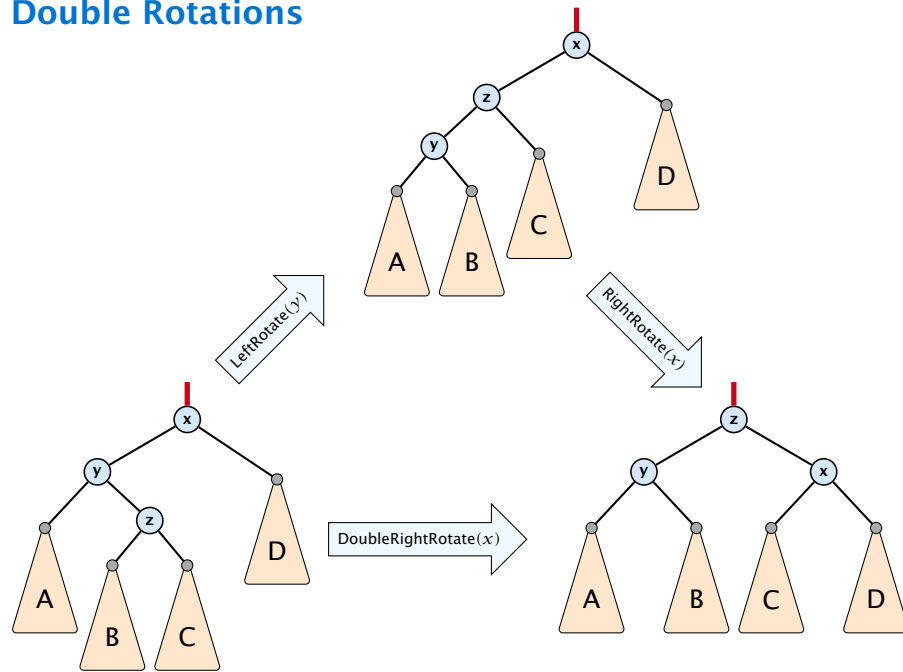 Double Rotations
x
z
y
D
C
A
B
LeftRotate(y)
RightRotate(x)
x
y
z
D
A
B
C
DoubleRightRotate(x)
z
y
x
A
B
C
D